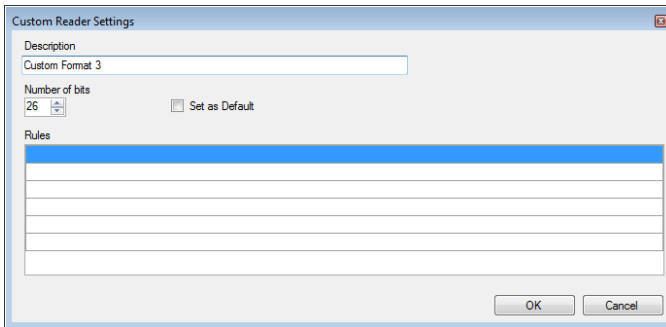 Custom Reader Settings
Description
Custom Format 3
Number of bits
26
Set as Default
Rules
OK Cancel